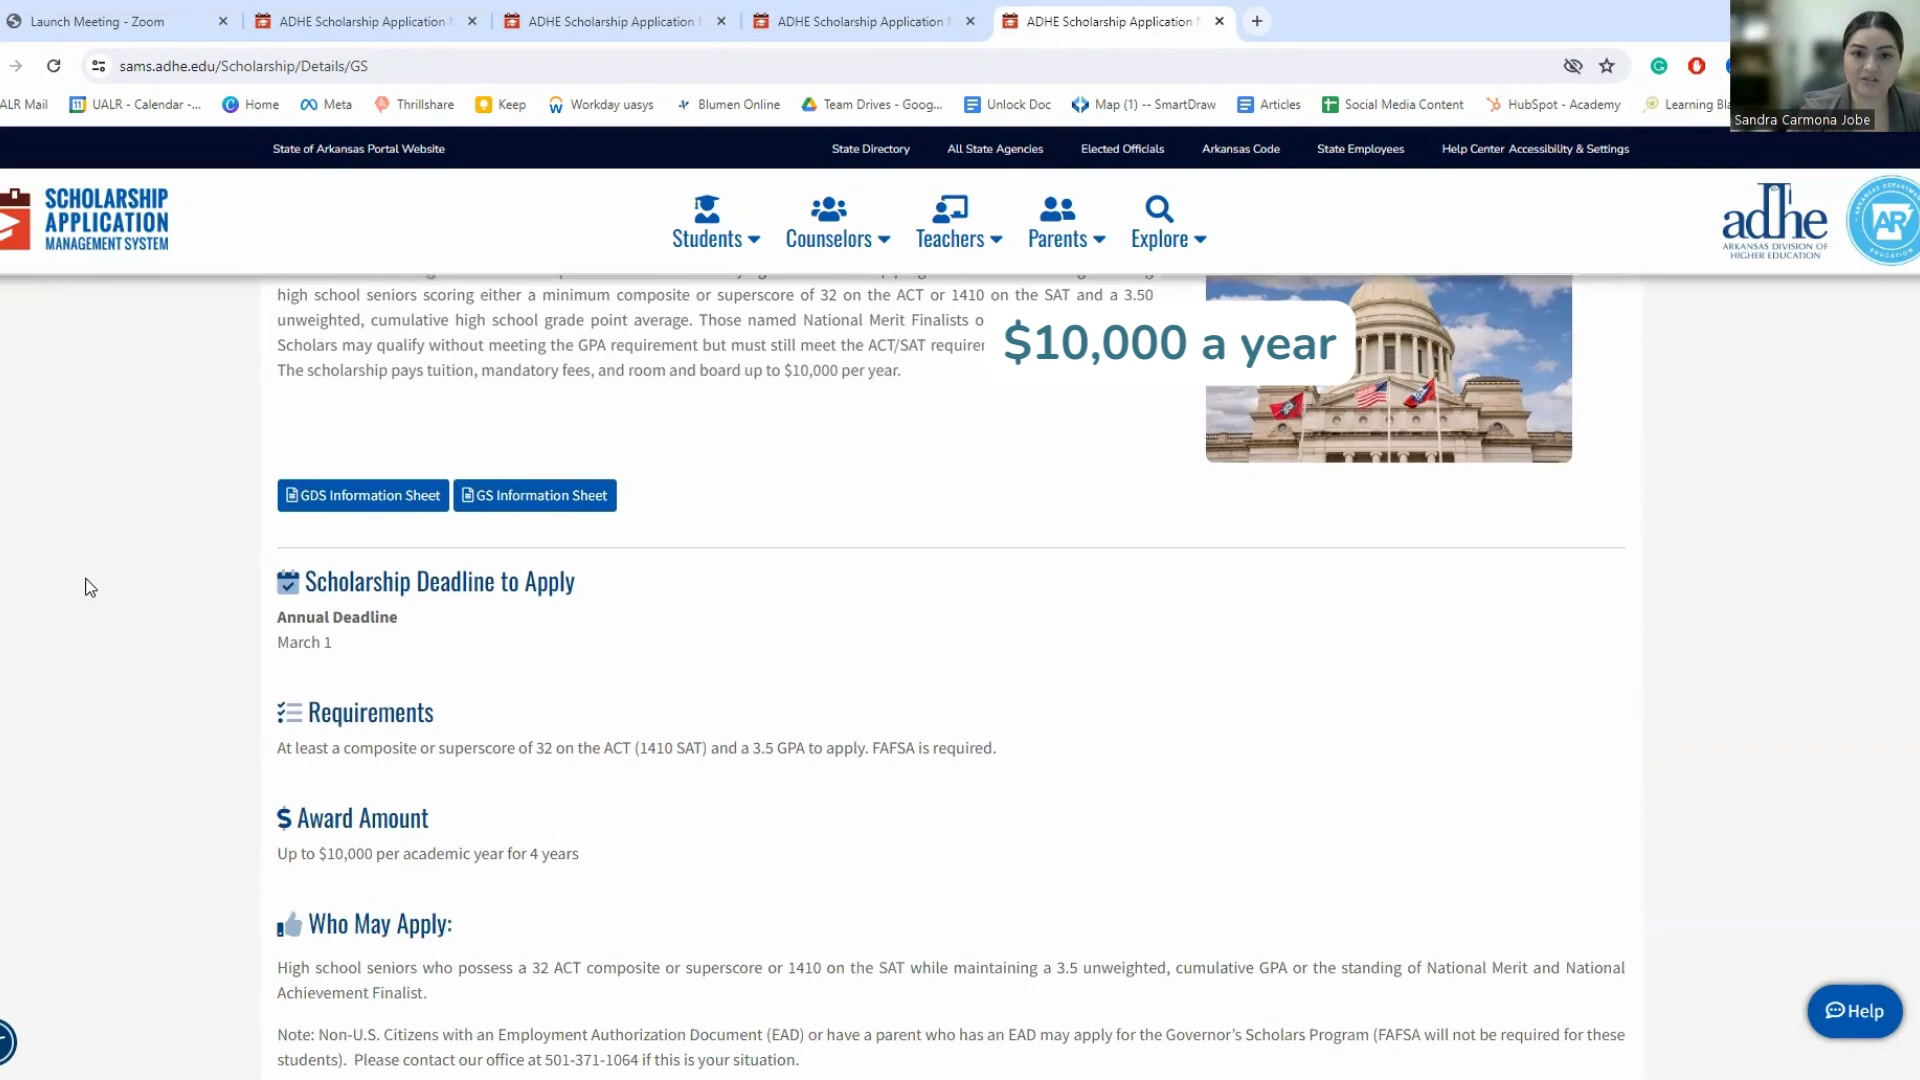 Launch Meeting - Zoom
ADHE Scholarship Application
ADHE Scholarship Application
ADHE Scholarship Application
ADHE Scholarship Application
sams.adhe.edu/Scholarship/Details/GS
ALR Mail
UALR - Calendar -...
Home
Meta
Thrillshare
Keep
Workday uasys
Blumen Online
Team Drives - Goog...
Unlock Doc
Map (1) -- SmartDraw
Articles
Social Media Content
HubSpot - Academy
Learning
Sandra Carmona Jobe
State of Arkansas Portal Website
State Directory
All State Agencies
Elected Officials
Arkansas Code
State Employees
Help Center Accessibility & Settings
SCHOLARSHIP
APPLICATION
MANAGEMENT SYSTEM
Students
Counselors
Teachers
Parents
Explore
adhe
ARKANSAS DIVISION OF
HIGHER EDUCATION
AR
high school seniors scoring either a minimum composite or superscore of 32 on the ACT or 1410 on the SAT and a 3.50
unweighted, cumulative high school grade point average. Those named National Merit Finalists
Scholars may qualify without meeting the GPA requirement but must still meet the ACT/SAT
The scholarship pays tuition, mandatory fees, and room and board up to $10,000 per year.
$10,000 a year
GDS Information Sheet
GS Information Sheet
Scholarship Deadline to Apply
Annual Deadline
March 1
Requirements
At least a composite or superscore of 32 on the ACT (1410 SAT) and a 3.5 GPA to apply. FAFSA is required.
$ Award Amount
Up to $10,000 per academic year for 4 years
Who May Apply:
High school seniors who possess a 32 ACT composite or superscore or 1410 on the SAT while maintaining a 3.5 unweighted, cumulative GPA or the standing of National Merit and National
Achievement Finalist.
Note: Non-U.S. Citizens with an Employment Authorization Document (EAD) or have a parent who has an EAD may apply for the Governor's Scholars Program (FAFSA will not be required for these
students). Please contact our office at 501-371-1064 if this is your situation.
Help